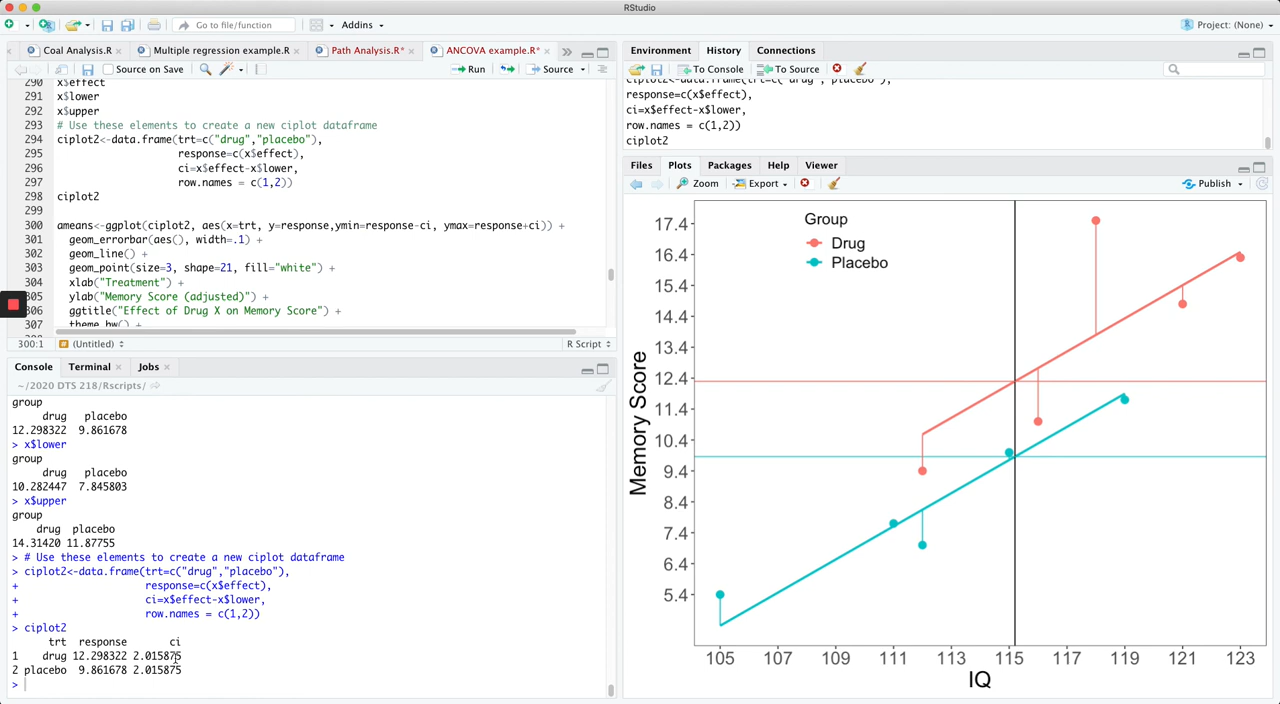 RStudio
Go to file/function
Addins
Project: (None)
Coal Analysis.R
Multiple regression example.R
Path Analysis.R*
ANCOVA example.R*
Source on Save
Run
Source
290 x$effect
291 x$lower
292 x$upper
293 # Use these elements to create a new ciplot dataframe
294 ciplot2<-data.frame(trt=c("drug","placebo"),
295 response=c(x$effect),
296 ci=x$effect-x$lower,
297 row.names = c(1,2))
298 ciplot2
299
300 ameans<-ggplot(ciplot2, aes(x=trt, y=response,ymin=response-ci, ymax=response+ci)) +
301 geom_errorbar(aes(), width=.1) +
302 geom_line() +
303 geom_point(size=3, shape=21, fill="white") +
304 xlab("Treatment") +
305 ylab("Memory Score (adjusted)") +
306 ggtitle("Effect of Drug X on Memory Score") +
307 theme_bw() +
300:1
(Untitled)
R Script
Console
Terminal
Jobs
~/2020 DTS 218/Rscripts/
group
drug placebo
12.298322 9.861678
> x$lower
group
drug placebo
10.282447 7.845803
> x$upper
group
drug placebo
14.31420 11.87755
> # Use these elements to create a new ciplot dataframe
> ciplot2<-data.frame(trt=c("drug","placebo"),
+ response=c(x$effect),
+ ci=x$effect-x$lower,
+ row.names = c(1,2))
> ciplot2
trt response ci
1 drug 12.298322 2.015875
2 placebo 9.861678 2.015875
>
Environment
History
Connections
To Console
To Source
ciplot2<-data.frame(trt=c("drug","placebo"),
response=c(x$effect),
ci=x$effect-x$lower,
row.names = c(1,2))
ciplot2
Files
Plots
Packages
Help
Viewer
Zoom
Export
Publish
Group
Drug
Placebo
Memory Score
17.4
16.4
15.4
14.4
13.4
12.4
11.4
10.4
9.4
8.4
7.4
6.4
5.4
105 107 109 111 113 115 117 119 121 123
IQ